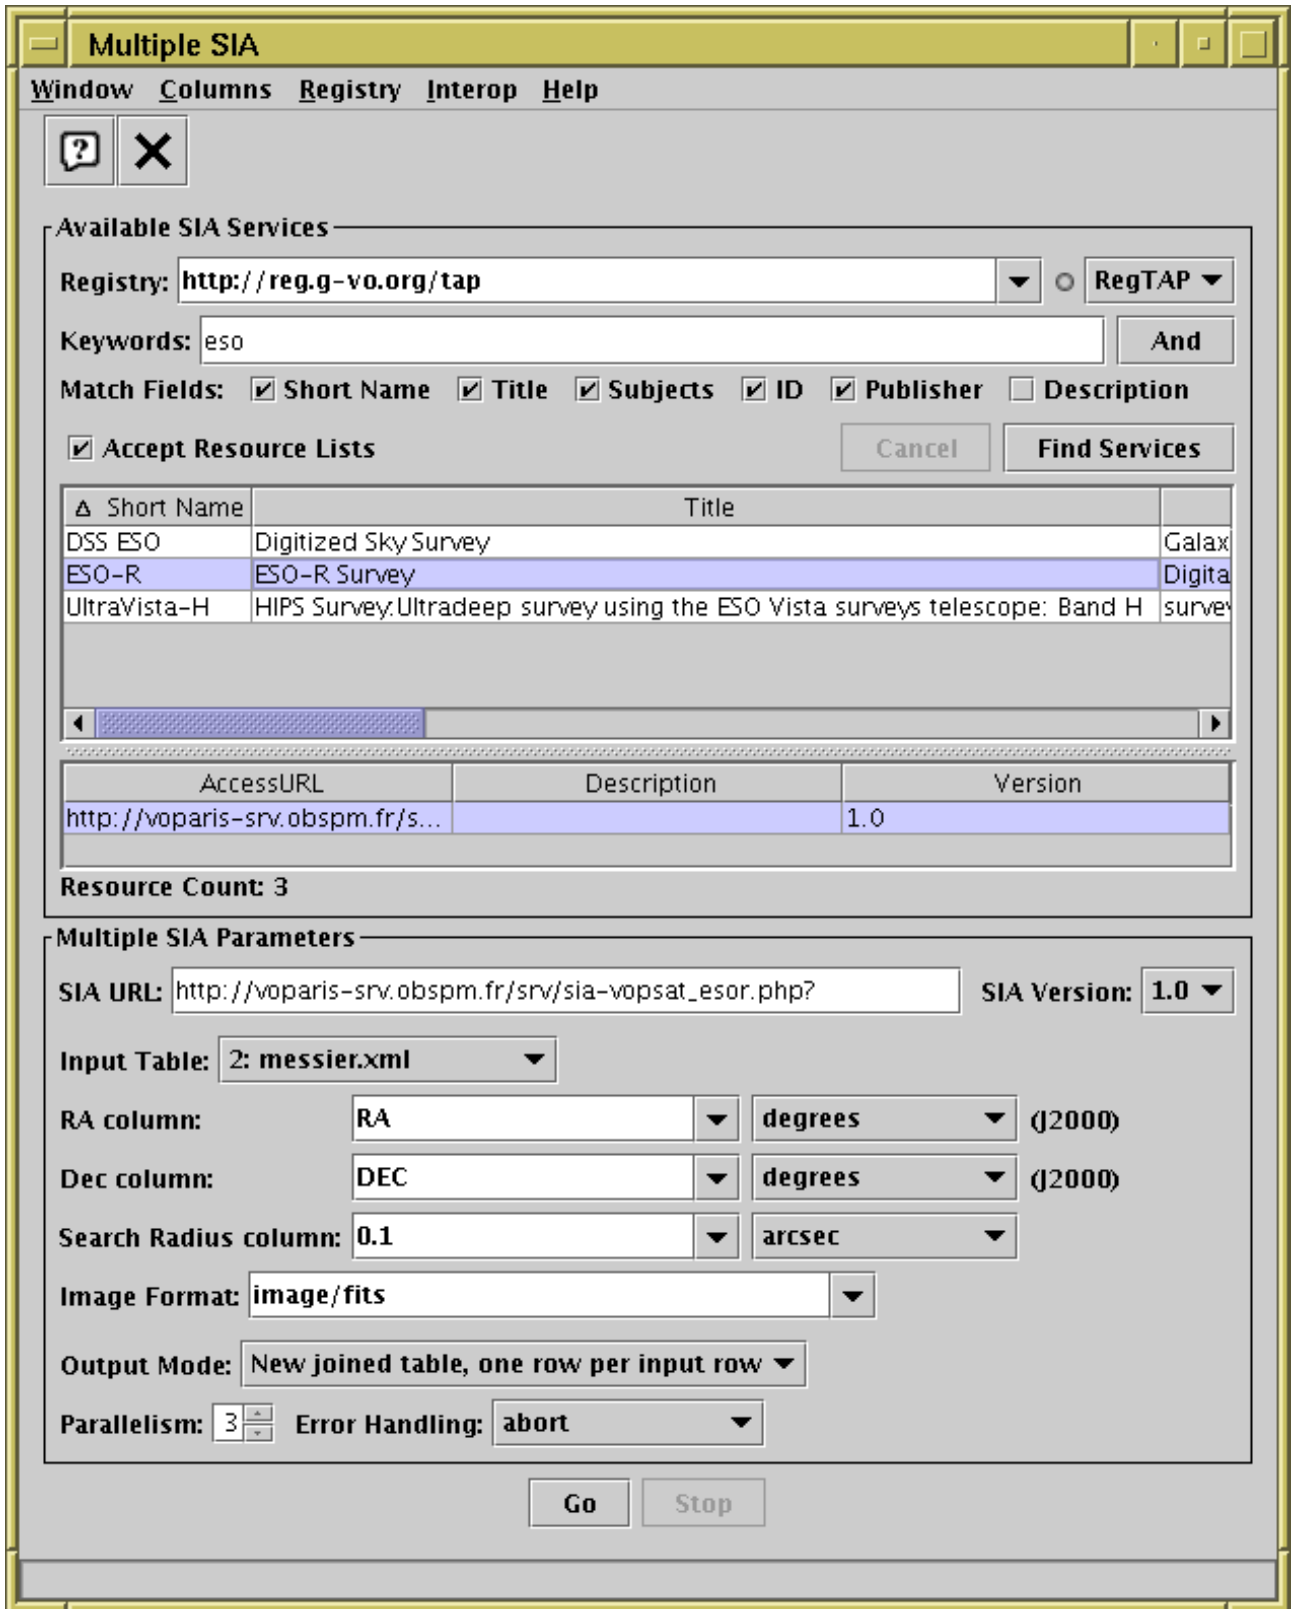 Multiple SIA
Window Columns Registry Interop Help
Available SIA Services
Registry: http://reg.g-vo.org/tap RegTAP
Keywords: eso And
Match Fields: Short Name Title Subjects ID Publisher Description
Accept Resource Lists Cancel Find Services
Short Name Title
DSS ESO Digitized Sky Survey Galax
ESO-R ESO-R Survey Digita
UltraVista-H HIPS Survey:Ultradeep survey using the ESO Vista surveys telescope: Band H survey
AccessURL Description Version
http://voparis-srv.obspm.fr/s... 1.0
Resource Count: 3
Multiple SIA Parameters
SIA URL: http://voparis-srv.obspm.fr/srv/sia-vopsat_esor.php? SIA Version: 1.0
Input Table: 2: messier.xml
RA column: RA degrees (J2000)
Dec column: DEC degrees (J2000)
Search Radius column: 0.1 arcsec
Image Format: image/fits
Output Mode: New joined table, one row per input row
Parallelism: 3 Error Handling: abort
Go Stop